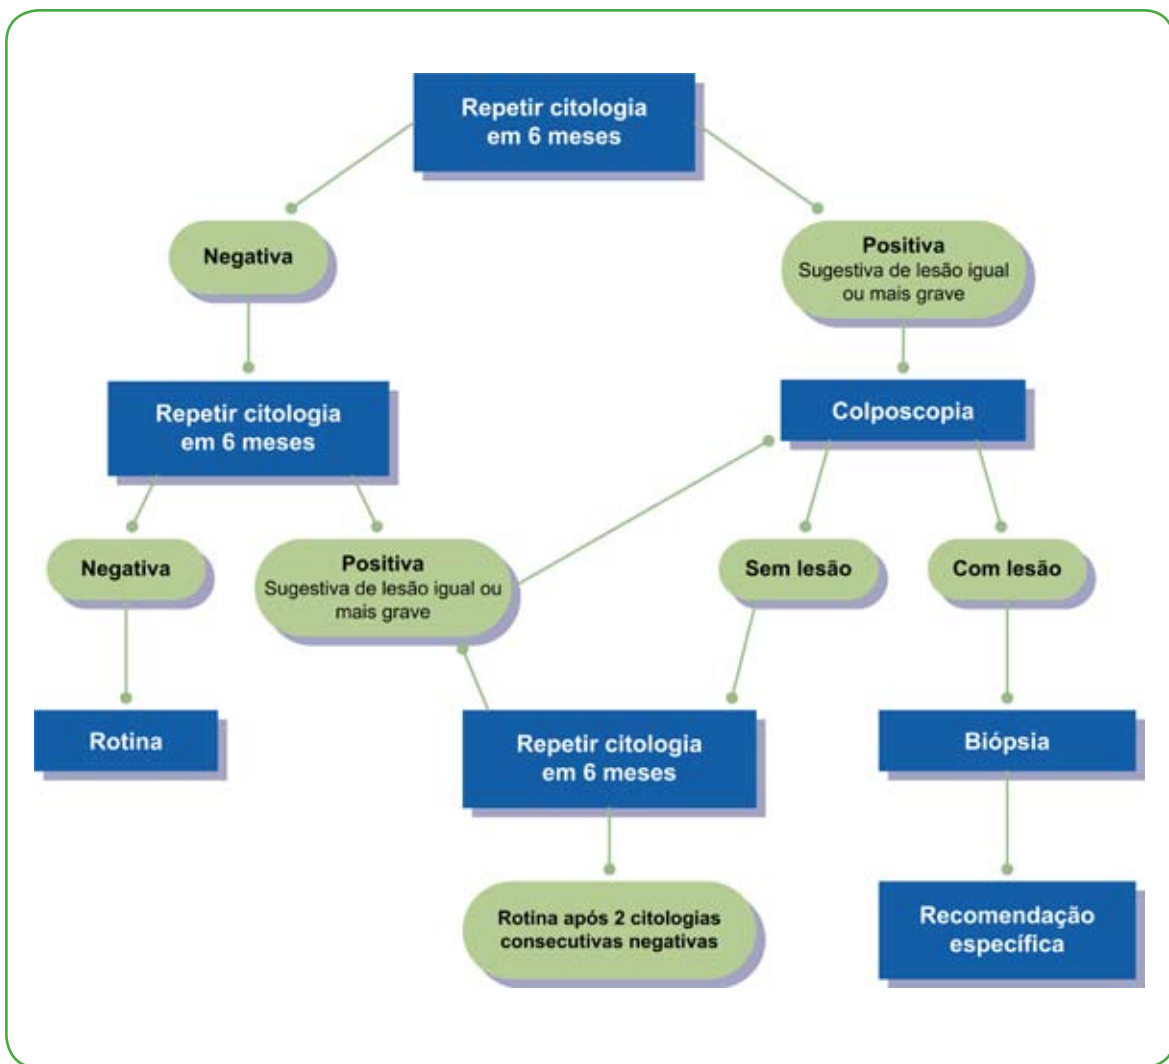 Repetir citologia
em 6 meses
Negativa
Positiva
Sugestiva de lesão igual
ou mais grave
Repetir citologia
em 6 meses
Colposcopia
Negativa
Positiva
Sugestiva de lesão igual ou
mais grave
Sem lesão
Com lesão
Rotina
Repetir citologia
em 6 meses
Biópsia
Rotina após 2 citologias
consecutivas negativas
Recomendação
específica